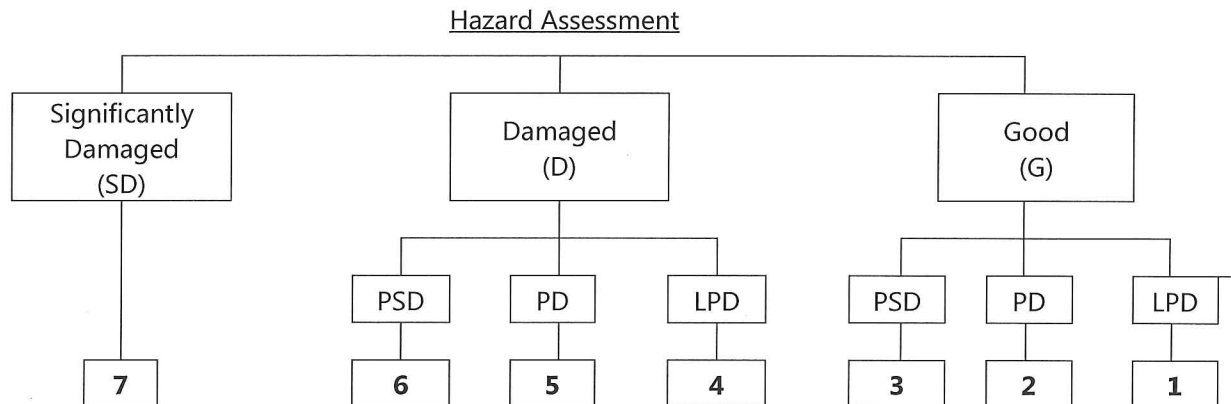 Hazard Assessment
Significantly
Damaged
(SD)
Damaged
(D)
Good
(G)
PSD
PD
LPD
PSD
PD
LPD
7
6
5
4
3
2
1